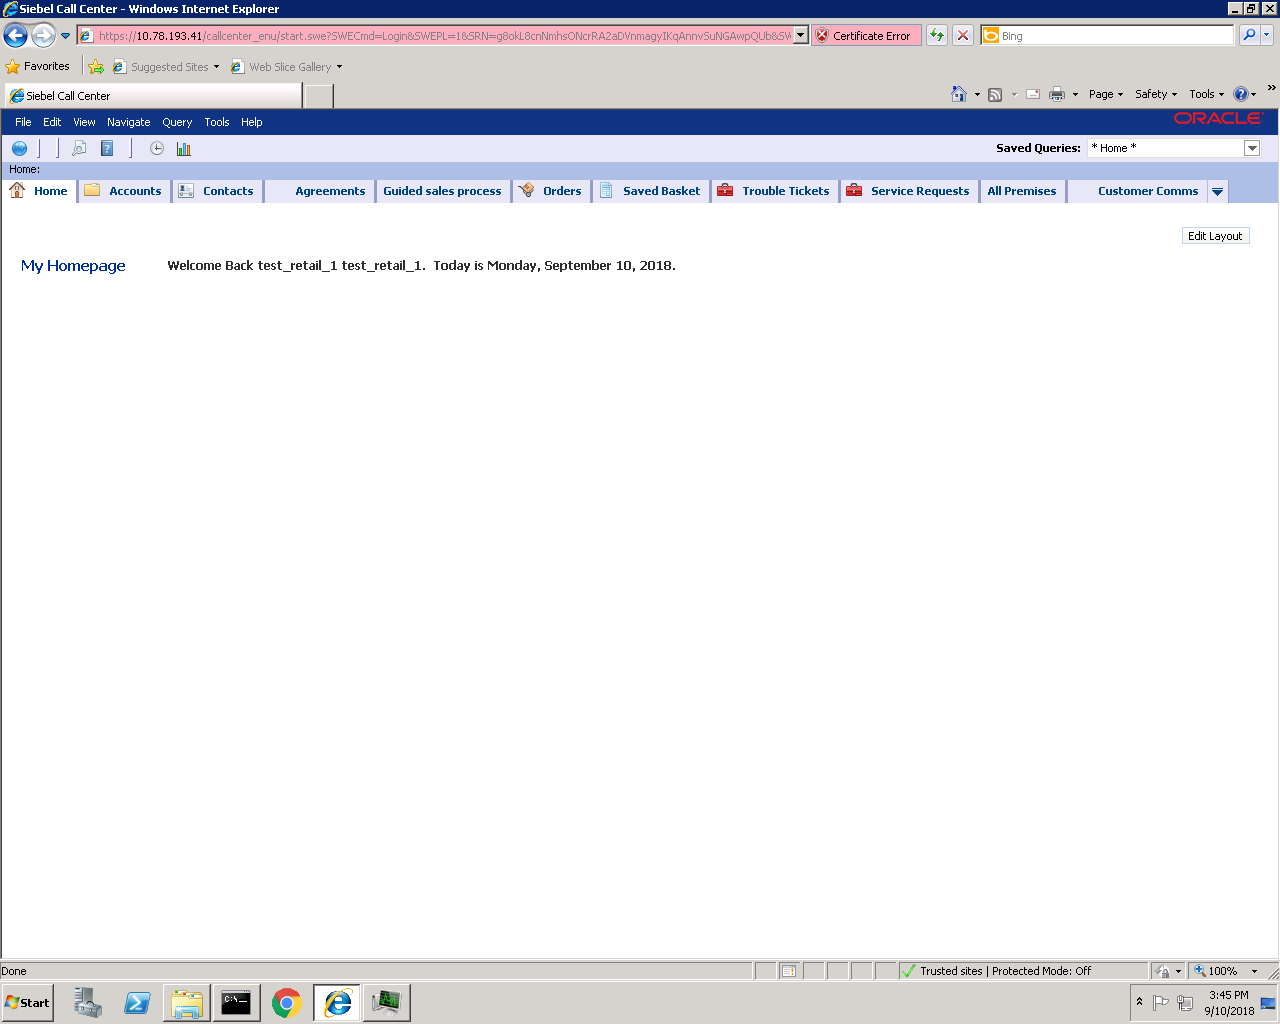 Siebel Call Center - Windows Internet Explorer
https://10.78.193.41/callcenter_enu/start.swe?SWECmd=Login&SWEPL=1&SRN= Certificate Error Bing
Favorites Suggested Sites Web Slice Gallery
Siebel Call Center Page Safety Tools
File Edit View Navigate Query Tools Help ORACLE
Saved Queries: * Home *
Home:
Home Accounts Contacts Agreements Guided sales process Orders Saved Basket Trouble Tickets Service Requests All Premises Customer Comms
Edit Layout
My Homepage Welcome Back test_retail_1 test_retail_1. Today is Monday, September 10, 2018.
Done Trusted sites | Protected Mode: Off 100%
Start 3:45 PM
9/10/2018